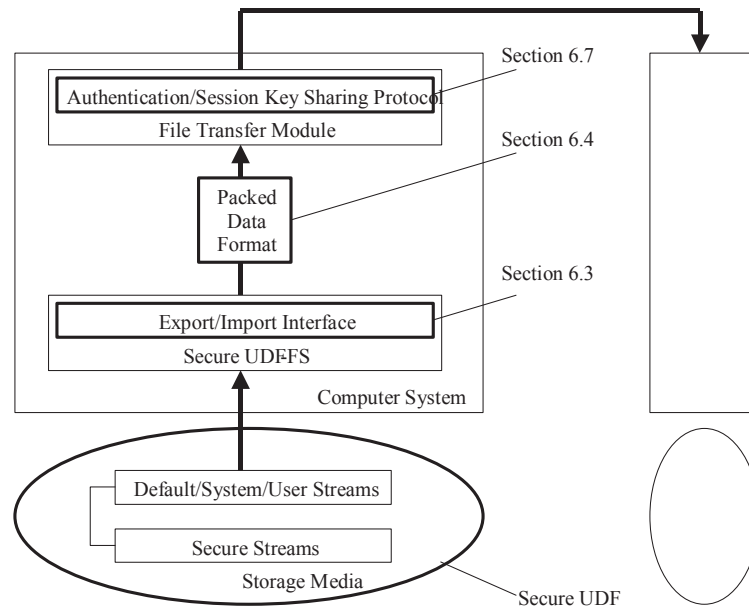 Section 6.7
Authentication/Session Key Sharing Protocol
File Transfer Module
Section 6.4
Packed
Data
Format
Section 6.3
Export/Import Interface
Secure UDF-FS
Computer System
Default/System/User Streams
Secure Streams
Storage Media
Secure UDF